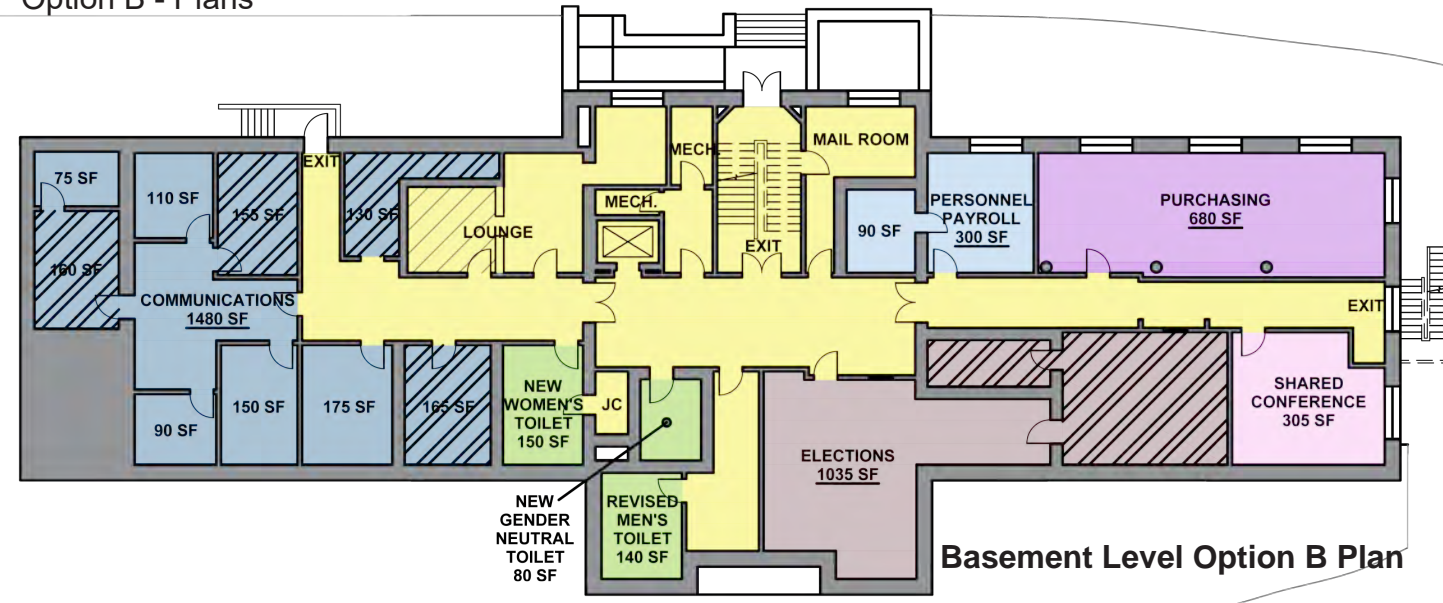 Option B - Plans
75 SF
110 SF
155 SF
EXIT
130 SF
MECH.
MAIL ROOM
160 SF
LOUNGE
MECH.
EXIT
90 SF
PERSONNEL
PAYROLL
300 SF
PURCHASING
680 SF
COMMUNICATIONS
1480 SF
EXIT
90 SF
150 SF
175 SF
165 SF
NEW
WOMEN'S
TOILET
150 SF
JC
SHARED
CONFERENCE
305 SF
ELECTIONS
1035 SF
NEW
GENDER
NEUTRAL
TOILET
80 SF
REVISED
MEN'S
TOILET
140 SF
Basement Level Option B Plan